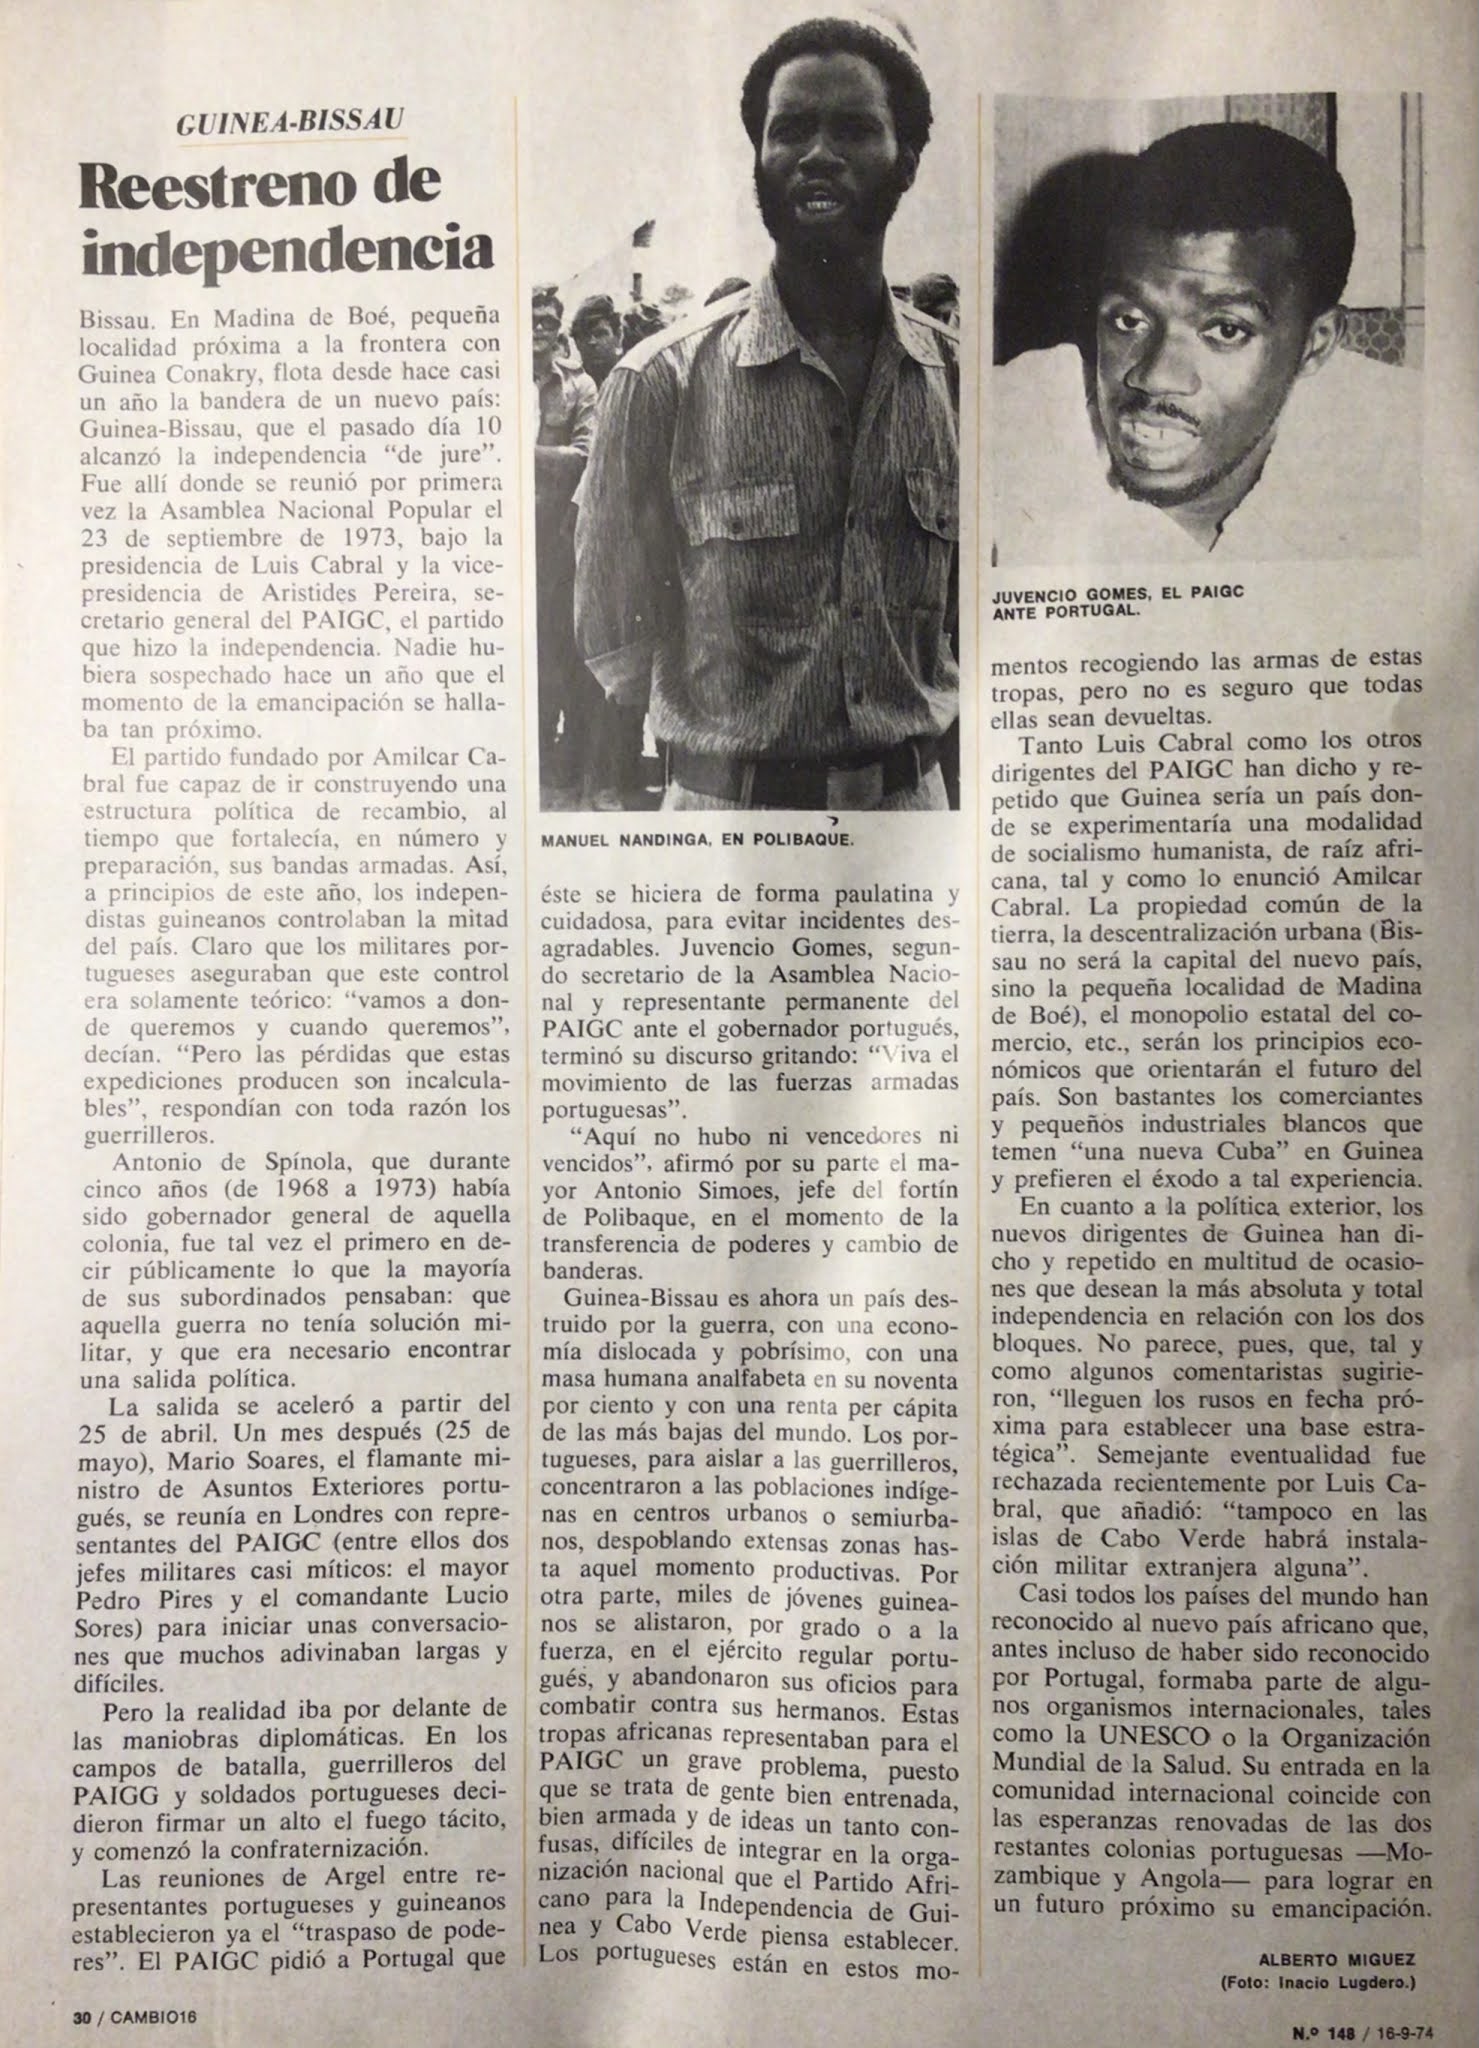 GUINEA-BISSAU
Reestreno de
independencia
Bissau. En Madina de Boé, pequeña
localidad próxima a la frontera con
Guinea Conakry, flota desde hace casi
un año la bandera de un nuevo país:
Guinea-Bissau, que el pasado día 10
alcanzó la independencia “de jure”.
Fue allí donde se reunió por primera
vez la Asamblea Nacional Popular el
23 de septiembre de 1973, bajo la
presidencia de Luis Cabral y la vice-
presidencia de Aristides Pereira, se-
cretario general del PAIGC, el partido
que hizo la independencia. Nadie hu-
biera sospechado hace un año que el
momento de la emancipación se halla-
ba tan próximo.
El partido fundado por Amilcar Ca-
bral fue capaz de ir construyendo una
estructura política de recambio, al
tiempo que fortalecía, en número y
preparación, sus bandas armadas. Así,
a principios de este año, los indepen-
distas guineanos controlaban la mitad
del país. Claro que los militares por-
tugueses aseguraban que este control
era solamente teórico: “vamos a don-
de queremos y cuando queremos”,
decían. “Pero las pérdidas que estas
expediciones producen son incalcula-
bles”, respondían con toda razón los
guerrilleros.
Antonio de Spínola, que durante
cinco años (de 1968 a 1973) había
sido gobernador general de aquella
colonia, fue tal vez el primero en de-
cir públicamente lo que la mayoría
de sus subordinados pensaban: que
aquella guerra no tenía solución mi-
litar, y que era necesario encontrar
una salida política.
La salida se aceleró a partir del
25 de abril. Un mes después (25 de
mayo), Mario Soares, el flamante mi-
nistro de Asuntos Exteriores portu-
gués, se reunía en Londres con repre-
sentantes del PAIGC (entre ellos dos
jefes militares casi míticos: el mayor
Pedro Pires y el comandante Lucio
Sores) para iniciar unas conversacio-
nes que muchos adivinaban largas y
difíciles.
Pero la realidad iba por delante de
las maniobras diplomáticas. En los
campos de batalla, guerrilleros del
PAIGG y soldados portugueses deci-
dieron firmar un alto el fuego tácito,
y comenzó la confraternización.
Las reuniones de Argel entre re-
presentantes portugueses y guineanos
establecieron ya el “traspaso de pode-
res”. El PAIGC pidió a Portugal que
MANUEL NANDINGA, EN POLIBAQUE.
éste se hiciera de forma paulatina y
cuidadosa, para evitar incidentes des-
agradables. Juvencio Gomes, segun-
do secretario de la Asamblea Nacio-
nal y representante permanente del
PAIGC ante el gobernador portugués,
terminó su discurso gritando: “Viva el
movimiento de las fuerzas armadas
portuguesas”.
“Aquí no hubo ni vencedores ni
vencidos”, afirmó por su parte el ma-
yor Antonio Simoes, jefe del fortín
de Polibaque, en el momento de la
transferencia de poderes y cambio de
banderas.
Guinea-Bissau es ahora un país des-
truido por la guerra, con una econo-
mía dislocada y pobrísimo, con una
masa humana analfabeta en su noventa
por ciento y con una renta per cápita
de las más bajas del mundo. Los por-
tugueses, para aislar a las guerrilleros,
concentraron a las poblaciones indíge-
nas en centros urbanos o semiurba-
nos, despoblando extensas zonas has-
ta aquel momento productivas. Por
otra parte, miles de jóvenes guinea-
nos se alistaron, por grado o a la
fuerza, en el ejército regular portu-
gués, y abandonaron sus oficios para
combatir contra sus hermanos. Estas
tropas africanas representaban para el
PAIGC un grave problema, puesto
que se trata de gente bien entrenada,
bien armada y de ideas un tanto con-
fusas, difíciles de integrar en la orga-
nización nacional que el Partido Afri-
cano para la Independencia de Gui-
nea y Cabo Verde piensa establecer.
Los portugueses están en estos mo-
JUVENCIO GOMES, EL PAIGC
ANTE PORTUGAL.
mentos recogiendo las armas de estas
tropas, pero no es seguro que todas
ellas sean devueltas.
Tanto Luis Cabral como los otros
dirigentes del PAIGC han dicho y re-
petido que Guinea sería un país don-
de se experimentaría una modalidad
de socialismo humanista, de raíz afri-
cana, tal y como lo enunció Amilcar
Cabral. La propiedad común de la
tierra, la descentralización urbana (Bis-
sau no será la capital del nuevo país,
sino la pequeña localidad de Madina
de Boé), el monopolio estatal del co-
mercio, etc., serán los principios eco-
nómicos que orientarán el futuro del
país. Son bastantes los comerciantes
y pequeños industriales blancos que
temen “una nueva Cuba” en Guinea
y prefieren el éxodo a tal experiencia.
En cuanto a la política exterior, los
nuevos dirigentes de Guinea han di-
cho y repetido en multitud de ocasio-
nes que desean la más absoluta y total
independencia en relación con los dos
bloques. No parece, pues, que, tal y
como algunos comentaristas sugirie-
ron, “lleguen los rusos en fecha pró-
xima para establecer una base estra-
tégica”. Semejante eventualidad fue
rechazada recientemente por Luis Ca-
bral, que añadió: “tampoco en las
islas de Cabo Verde habrá instala-
ción militar extranjera alguna”.
Casi todos los países del mundo han
reconocido al nuevo país africano que,
antes incluso de haber sido reconocido
por Portugal, formaba parte de algu-
nos organismos internacionales, tales
como la UNESCO o la Organización
Mundial de la Salud. Su entrada en la
comunidad internacional coincide con
las esperanzas renovadas de las dos
restantes colonias portuguesas —Mo-
zambique y Angola— para lograr en
un futuro próximo su emancipación.
ALBERTO MIGUEZ
(Foto: Inacio Lugdero.)
30 / CAMBIO16
N.º 148 / 16-9-74